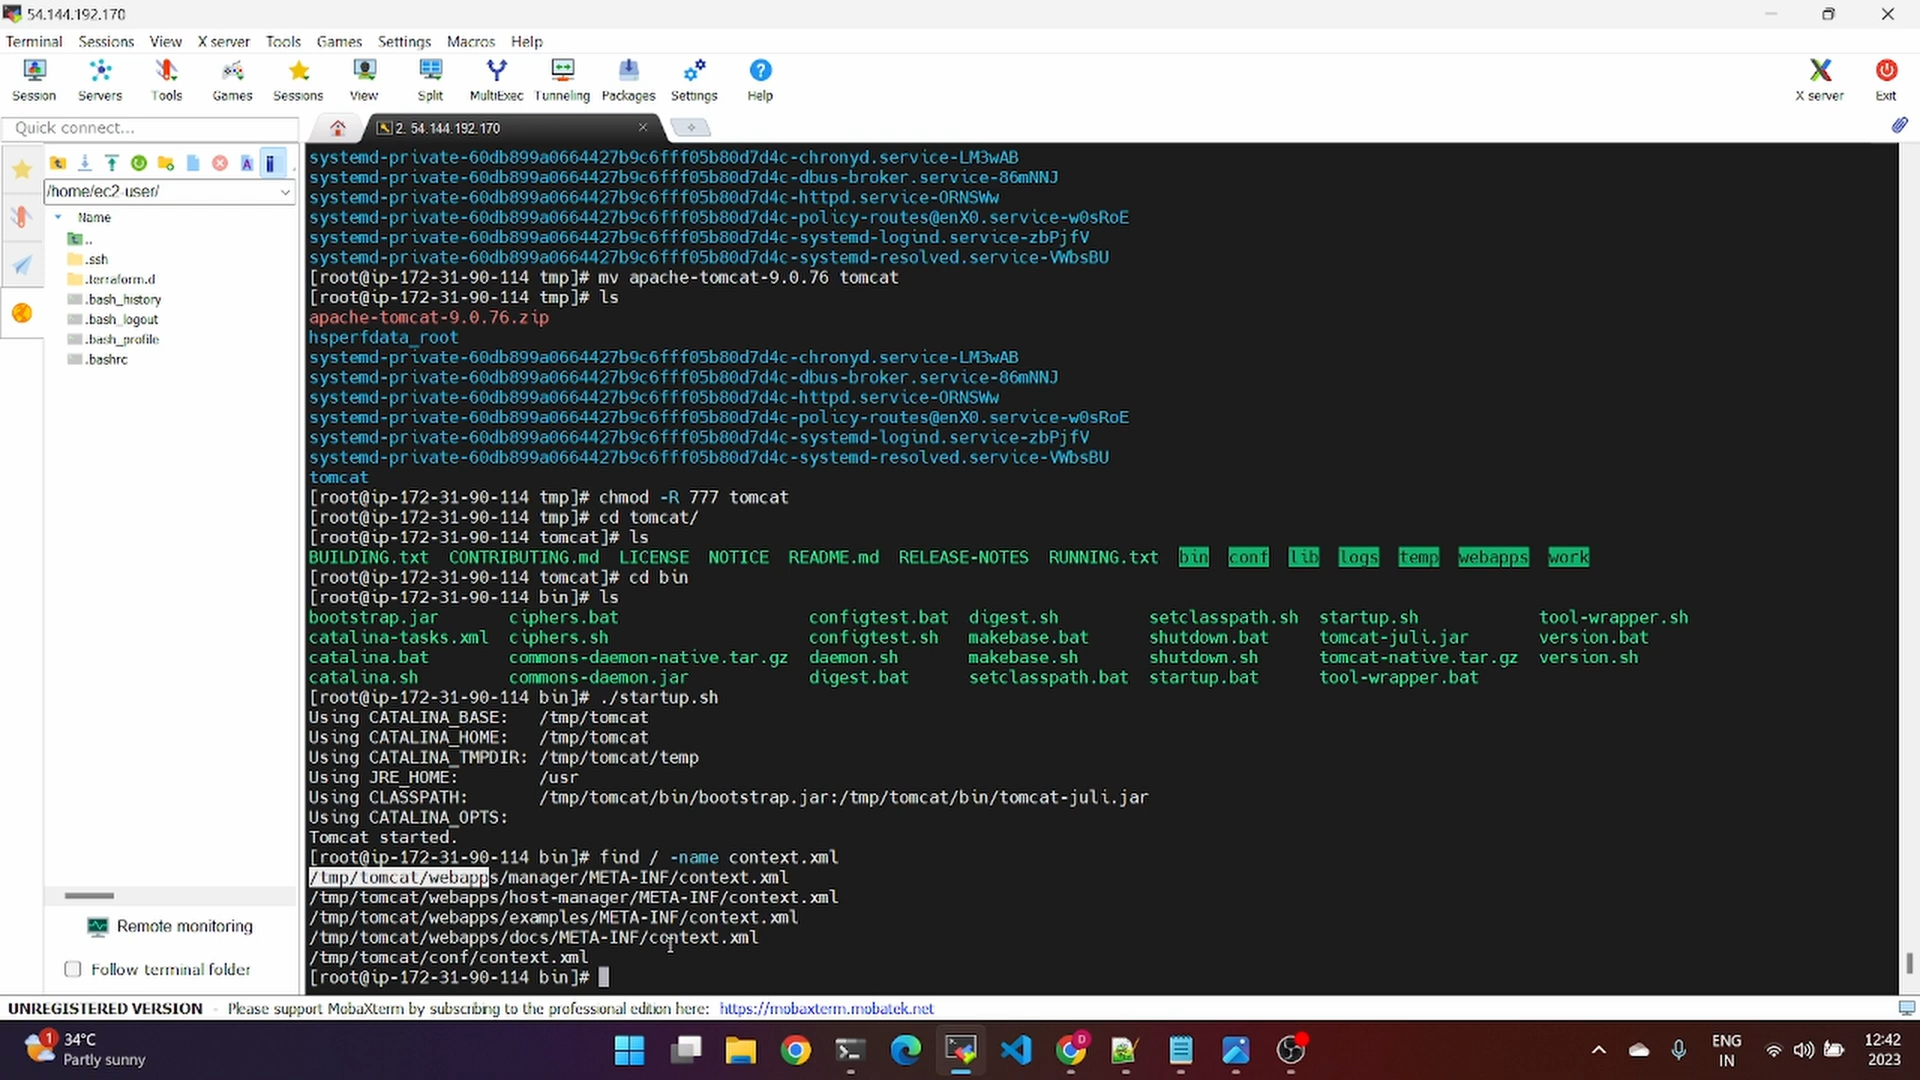 54.144.192.170
Terminal Sessions View X server Tools Games Settings Macros Help
Session Servers Tools Games Sessions View Split MultiExec Tunneling Packages Settings Help X server Exit
Quick connect... 2. 54.144.192.170
/home/ec2-user/
Name
..
.ssh
.terraform.d
.bash_history
.bash_logout
.bash_profile
.bashrc
Remote monitoring
Follow terminal folder
systemd-private-60db899a0664427b9c6fff05b80d7d4c-chronyd.service-LM3wAB
systemd-private-60db899a0664427b9c6fff05b80d7d4c-dbus-broker.service-86mNNJ
systemd-private-60db899a0664427b9c6fff05b80d7d4c-httpd.service-ORNSWw
systemd-private-60db899a0664427b9c6fff05b80d7d4c-policy-routes@enX0.service-w0sRoE
systemd-private-60db899a0664427b9c6fff05b80d7d4c-systemd-logind.service-zbPjfV
systemd-private-60db899a0664427b9c6fff05b80d7d4c-systemd-resolved.service-VWbsBU
[root@ip-172-31-90-114 tmp]# mv apache-tomcat-9.0.76 tomcat
[root@ip-172-31-90-114 tmp]# ls
apache-tomcat-9.0.76.zip
hsperfdata_root
systemd-private-60db899a0664427b9c6fff05b80d7d4c-chronyd.service-LM3wAB
systemd-private-60db899a0664427b9c6fff05b80d7d4c-dbus-broker.service-86mNNJ
systemd-private-60db899a0664427b9c6fff05b80d7d4c-httpd.service-ORNSWw
systemd-private-60db899a0664427b9c6fff05b80d7d4c-policy-routes@enX0.service-w0sRoE
systemd-private-60db899a0664427b9c6fff05b80d7d4c-systemd-logind.service-zbPjfV
systemd-private-60db899a0664427b9c6fff05b80d7d4c-systemd-resolved.service-VWbsBU
tomcat
[root@ip-172-31-90-114 tmp]# chmod -R 777 tomcat
[root@ip-172-31-90-114 tmp]# cd tomcat/
[root@ip-172-31-90-114 tomcat]# ls
BUILDING.txt CONTRIBUTING.md LICENSE NOTICE README.md RELEASE-NOTES RUNNING.txt bin conf lib logs temp webapps work
[root@ip-172-31-90-114 tomcat]# cd bin
[root@ip-172-31-90-114 bin]# ls
bootstrap.jar ciphers.bat configtest.bat digest.sh setclasspath.sh startup.sh tool-wrapper.sh
catalina-tasks.xml ciphers.sh configtest.sh makebase.bat shutdown.bat tomcat-juli.jar version.bat
catalina.bat commons-daemon-native.tar.gz daemon.sh makebase.sh shutdown.sh tomcat-native.tar.gz version.sh
catalina.sh commons-daemon.jar digest.bat setclasspath.bat startup.bat tool-wrapper.bat
[root@ip-172-31-90-114 bin]# ./startup.sh
Using CATALINA_BASE: /tmp/tomcat
Using CATALINA_HOME: /tmp/tomcat
Using CATALINA_TMPDIR: /tmp/tomcat/temp
Using JRE_HOME: /usr
Using CLASSPATH: /tmp/tomcat/bin/bootstrap.jar:/tmp/tomcat/bin/tomcat-juli.jar
Using CATALINA_OPTS:
Tomcat started.
[root@ip-172-31-90-114 bin]# find / -name context.xml
/tmp/tomcat/webapps/manager/META-INF/context.xml
/tmp/tomcat/webapps/host-manager/META-INF/context.xml
/tmp/tomcat/webapps/examples/META-INF/context.xml
/tmp/tomcat/webapps/docs/META-INF/context.xml
/tmp/tomcat/conf/context.xml
[root@ip-172-31-90-114 bin]#
UNREGISTERED VERSION - Please support MobaXterm by subscribing to the professional edition here: https://mobaxterm.mobatek.net
1 34°C
Partly sunny
D
ENG
IN
12:42
2023